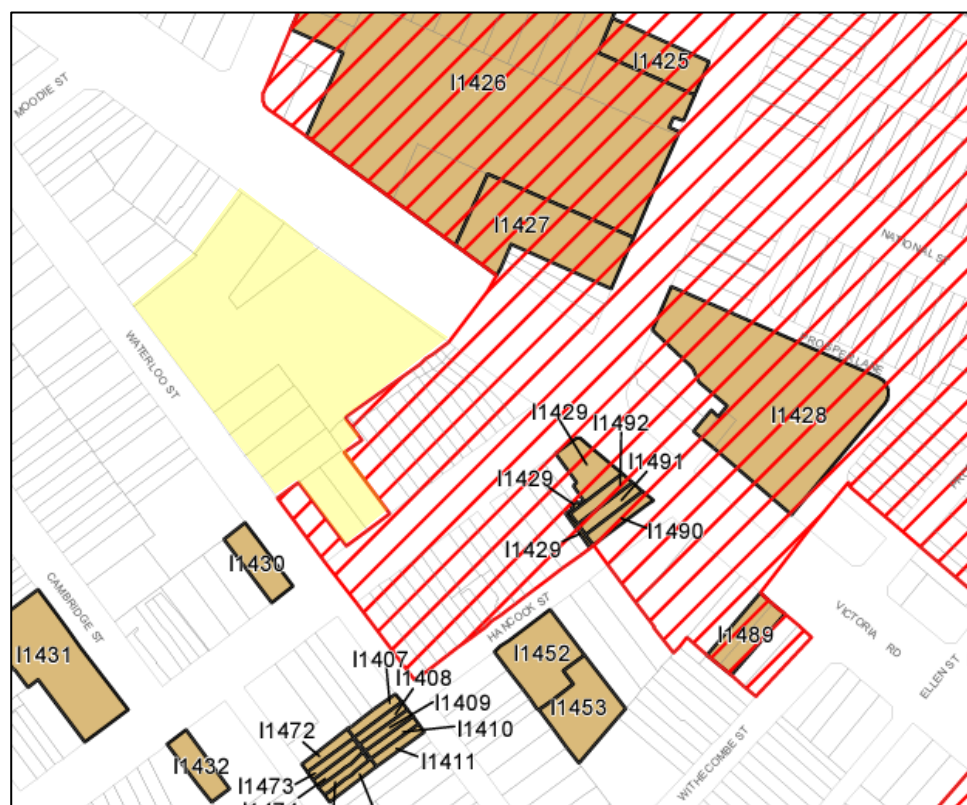 I1425
I1426
MOODIE ST
I1427
NATIONAL ST
PROSPER LANE
WATERLOO ST
I1428
I1429
I1492
I1491
I1429
I1490
I1429
I1430
CAMBRIDGE ST
HANCOCK ST
I1489
VICTORIA RD
I1431
I1452
ELLEN ST
I1407
I1408
I1409
I1453
I1410
I1472
I1411
WITHECOMBE ST
I1432
I1473